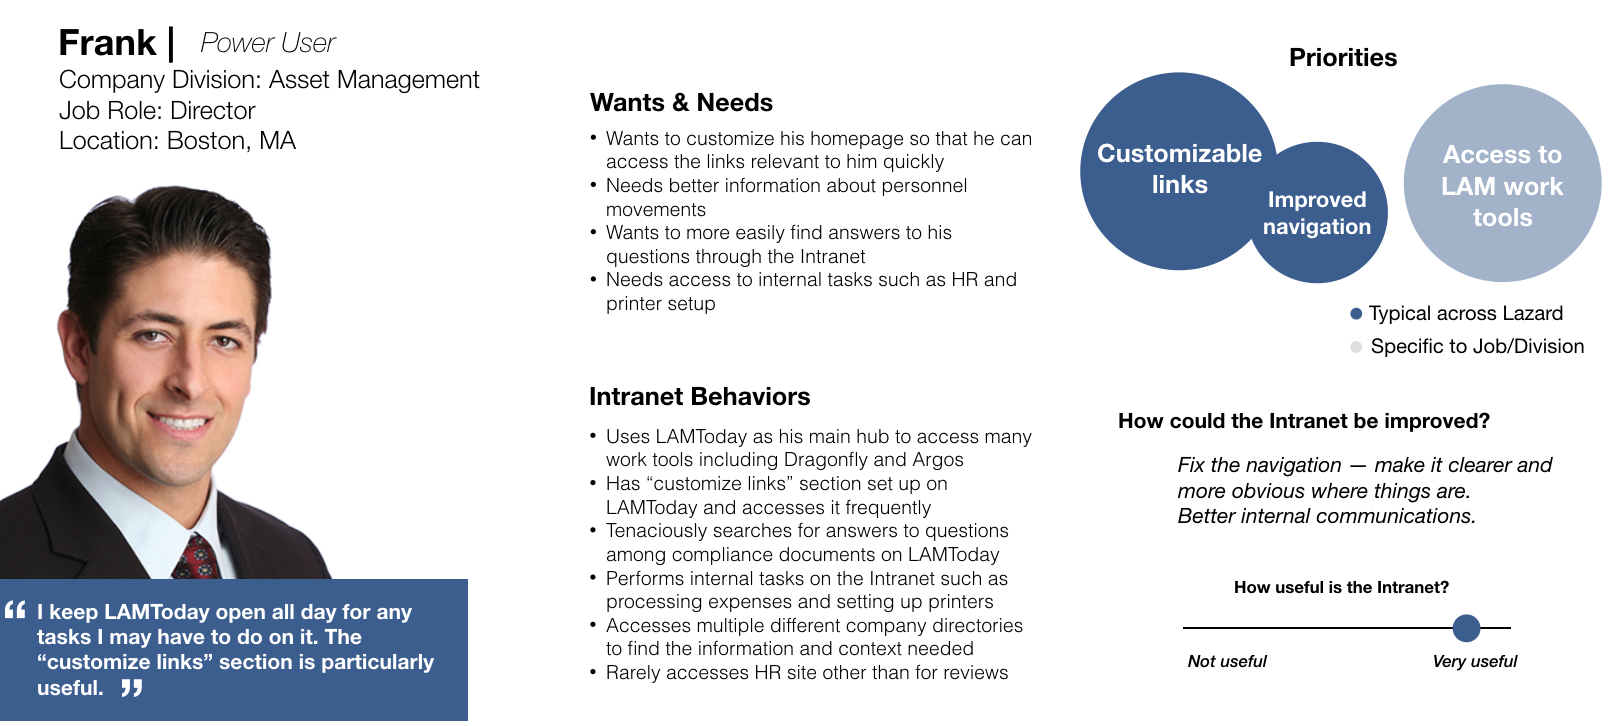 Frank | Power User
Company Division: Asset Management
Job Role: Director
Location: Boston, MA
“ I keep LAMToday open all day for any
tasks I may have to do on it. The
“customize links” section is particularly
useful. ”
Wants & Needs
• Wants to customize his homepage so that he can
access the links relevant to him quickly
• Needs better information about personnel
movements
• Wants to more easily find answers to his
questions through the Intranet
• Needs access to internal tasks such as HR and
printer setup
Intranet Behaviors
• Uses LAMToday as his main hub to access many
work tools including Dragonfly and Argos
• Has “customize links” section set up on
LAMToday and accesses it frequently
• Tenaciously searches for answers to questions
among compliance documents on LAMToday
• Performs internal tasks on the Intranet such as
processing expenses and setting up printers
• Accesses multiple different company directories
to find the information and context needed
• Rarely accesses HR site other than for reviews
Priorities
Customizable
links
Improved
navigation
Access to
LAM work
tools
Typical across Lazard
Specific to Job/Division
How could the Intranet be improved?
Fix the navigation — make it clearer and
more obvious where things are.
Better internal communications.
How useful is the Intranet?
Not useful
Very useful